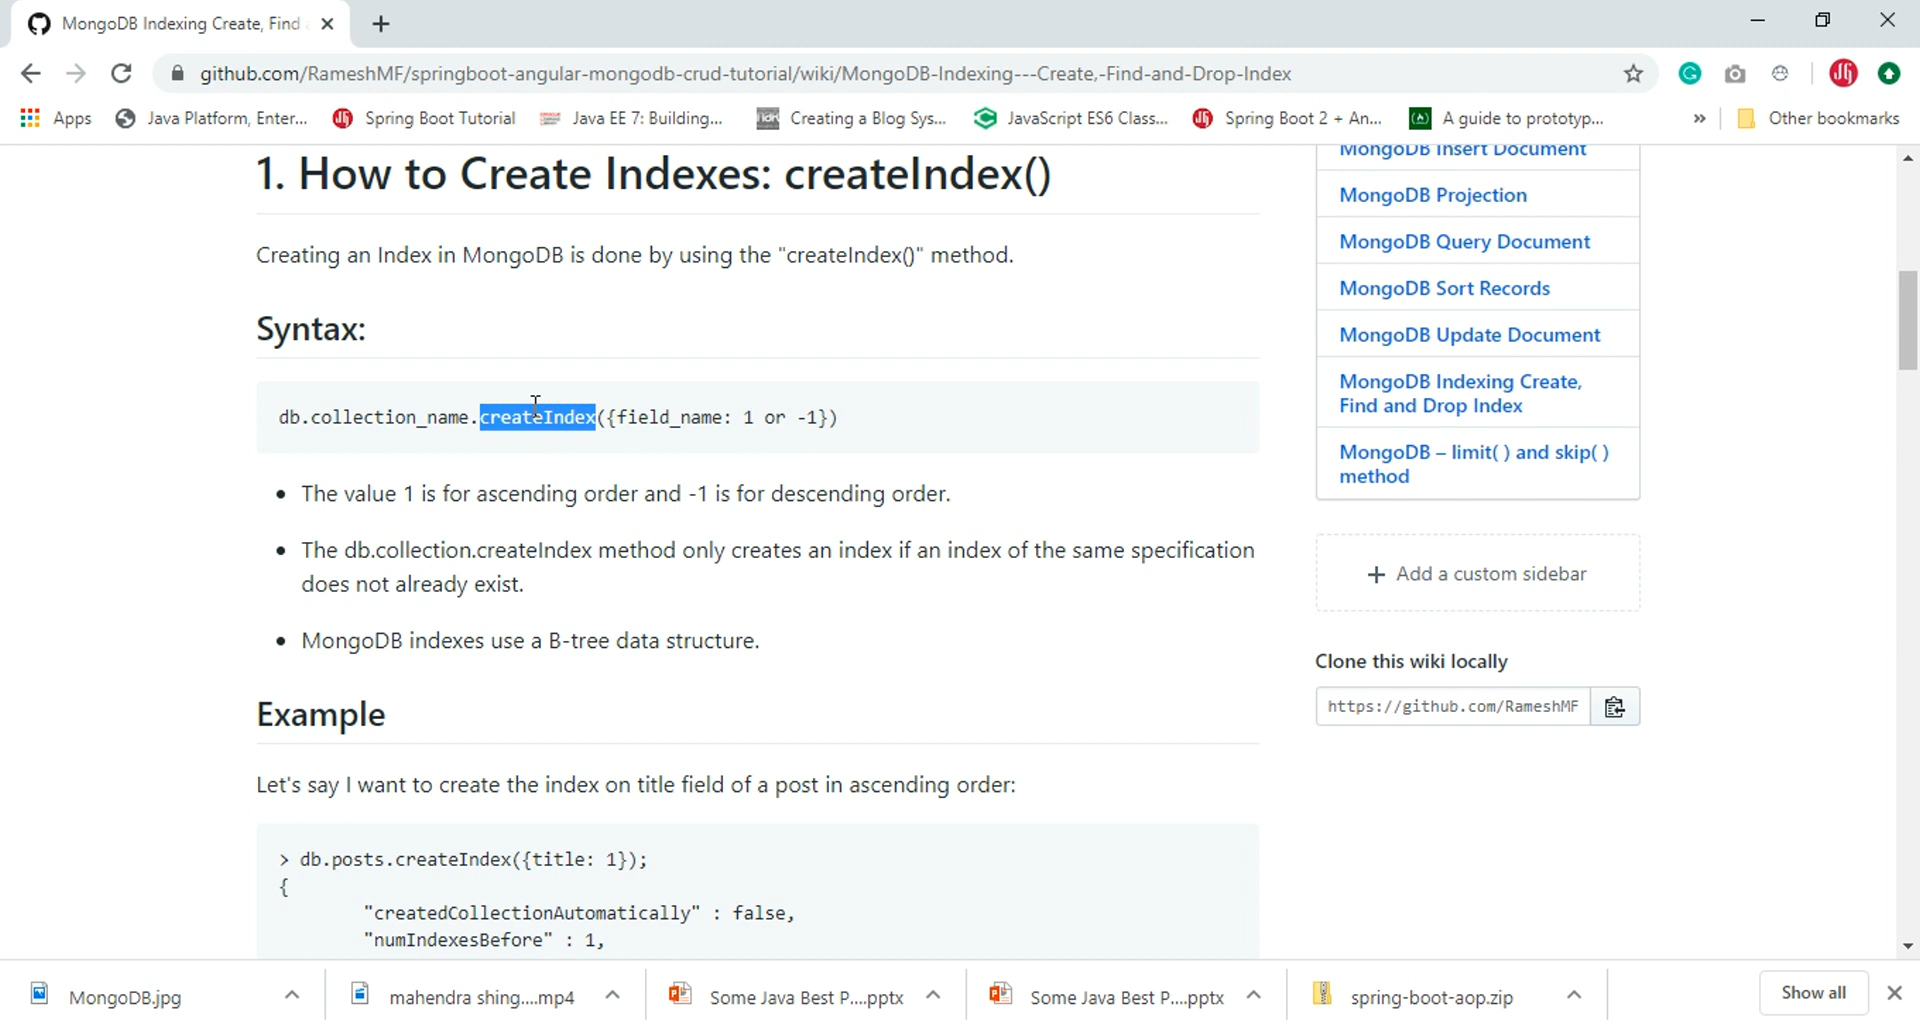 MongoDB Indexing Create, Find
github.com/RameshMF/springboot-angular-mongodb-crud-tutorial/wiki/MongoDB-Indexing---Create,-Find-and-Drop-Index
Apps
Java Platform, Enter...
Spring Boot Tutorial
Java EE 7: Building...
Creating a Blog Sys...
JavaScript ES6 Class...
Spring Boot 2 + An...
A guide to prototyp...
»
Other bookmarks
1. How to Create Indexes: createIndex()
Creating an Index in MongoDB is done by using the "createIndex()" method.
Syntax:
db.collection_name.createIndex({field_name: 1 or -1})
• The value 1 is for ascending order and -1 is for descending order.
• The db.collection.createIndex method only creates an index if an index of the same specification
does not already exist.
• MongoDB indexes use a B-tree data structure.
Example
Let's say I want to create the index on title field of a post in ascending order:
> db.posts.createIndex({title: 1});
{
"createdCollectionAutomatically" : false,
"numIndexesBefore" : 1,
MongoDB Insert Document
MongoDB Projection
MongoDB Query Document
MongoDB Sort Records
MongoDB Update Document
MongoDB Indexing Create,
Find and Drop Index
MongoDB – limit( ) and skip( )
method
+ Add a custom sidebar
Clone this wiki locally
https://github.com/RameshMF
MongoDB.jpg
mahendra shing....mp4
Some Java Best P....pptx
Some Java Best P....pptx
spring-boot-aop.zip
Show all